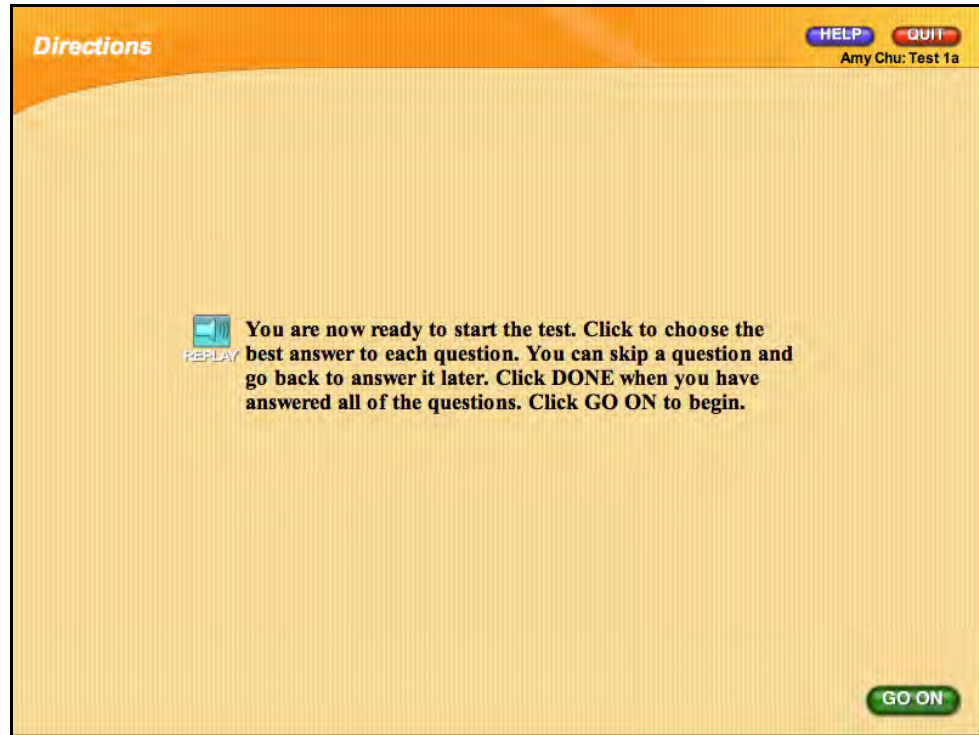 Directions
HELP QUIT
Amy Chu: Test 1a
You are now ready to start the test. Click to choose the
REPLAY best answer to each question. You can skip a question and
go back to answer it later. Click DONE when you have
answered all of the questions. Click GO ON to begin.
GO ON